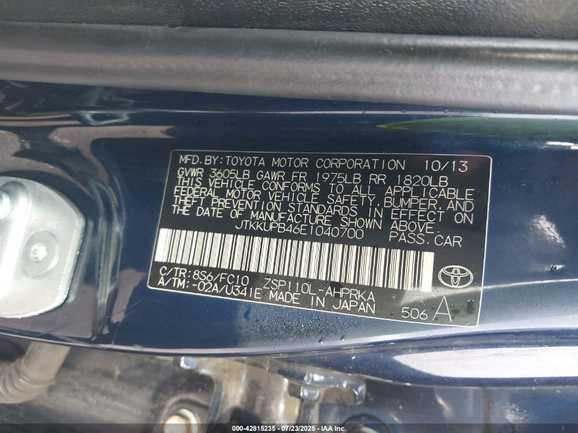 MFD. BY: TOYOTA MOTOR CORPORATION 10/13
GVWR 3605LB GAWR FR 1975LB RR 1820LB
THIS VEHICLE CONFORMS TO ALL APPLICABLE
FEDERAL MOTOR VEHICLE SAFETY, BUMPER, AND
THEFT PREVENTION STANDARDS IN EFFECT ON
THE DATE OF MANUFACTURE SHOWN ABOVE.
JTKKUPB46E1040700 PASS. CAR
C/TR: 8S6/FC10 ZSP110L-AHPRKA
A/TM: -02A/U341E MADE IN JAPAN 506 A
TOYOTA
000-42815235 - 07/23/2025 - IAA Inc.